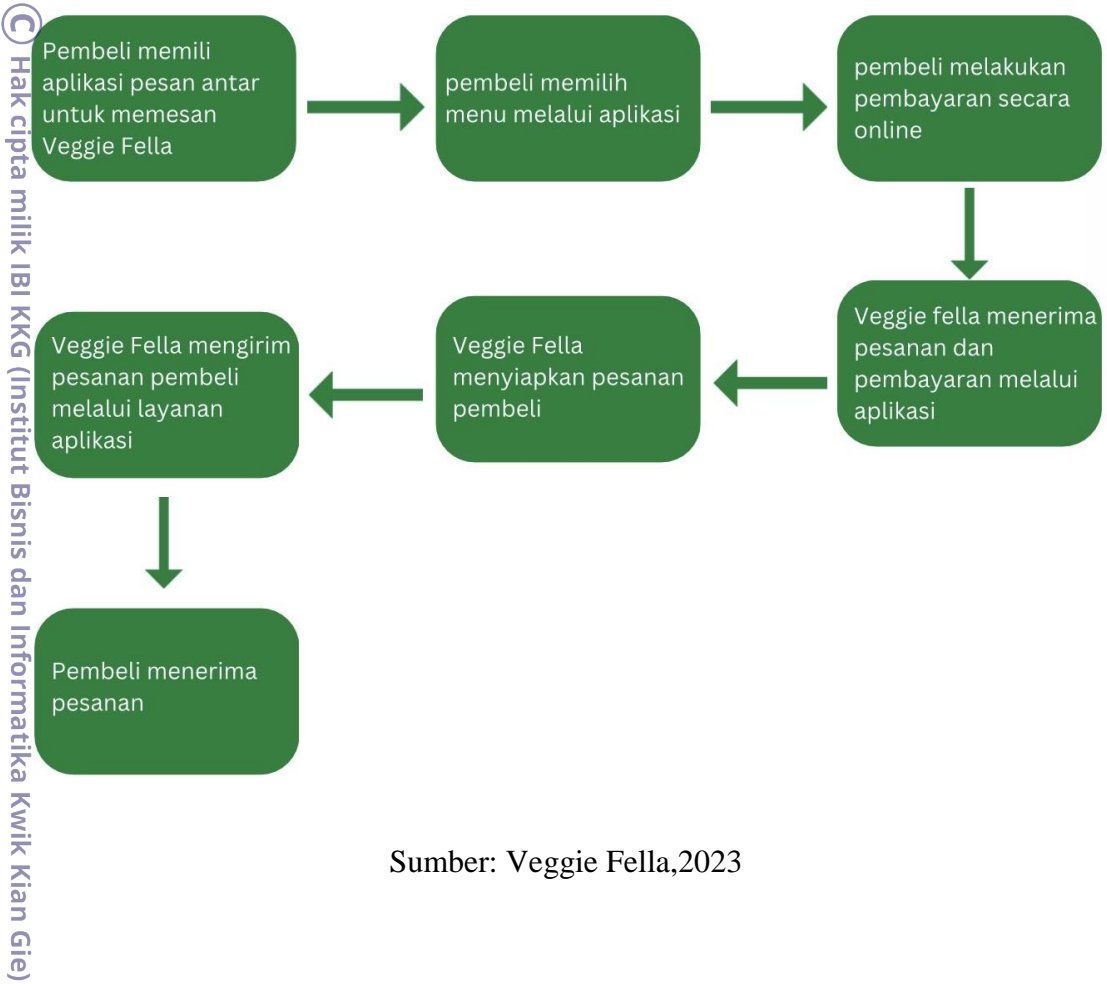 Pembeli memili
aplikasi pesan antar
untuk memesan
Veggie Fella
pembeli memilih
menu melalui aplikasi
pembeli melakukan
pembayaran secara
online
Veggie fella menerima
pesanan dan
pembayaran melalui
aplikasi
Veggie Fella
menyiapkan pesanan
pembeli
Veggie Fella mengirim
pesanan pembeli
melalui layanan
aplikasi
Pembeli menerima
pesanan
Sumber: Veggie Fella,2023
© Hak cipta milik IBI KKG (Institut Bisnis dan Informatika Kwik Kian Gie)